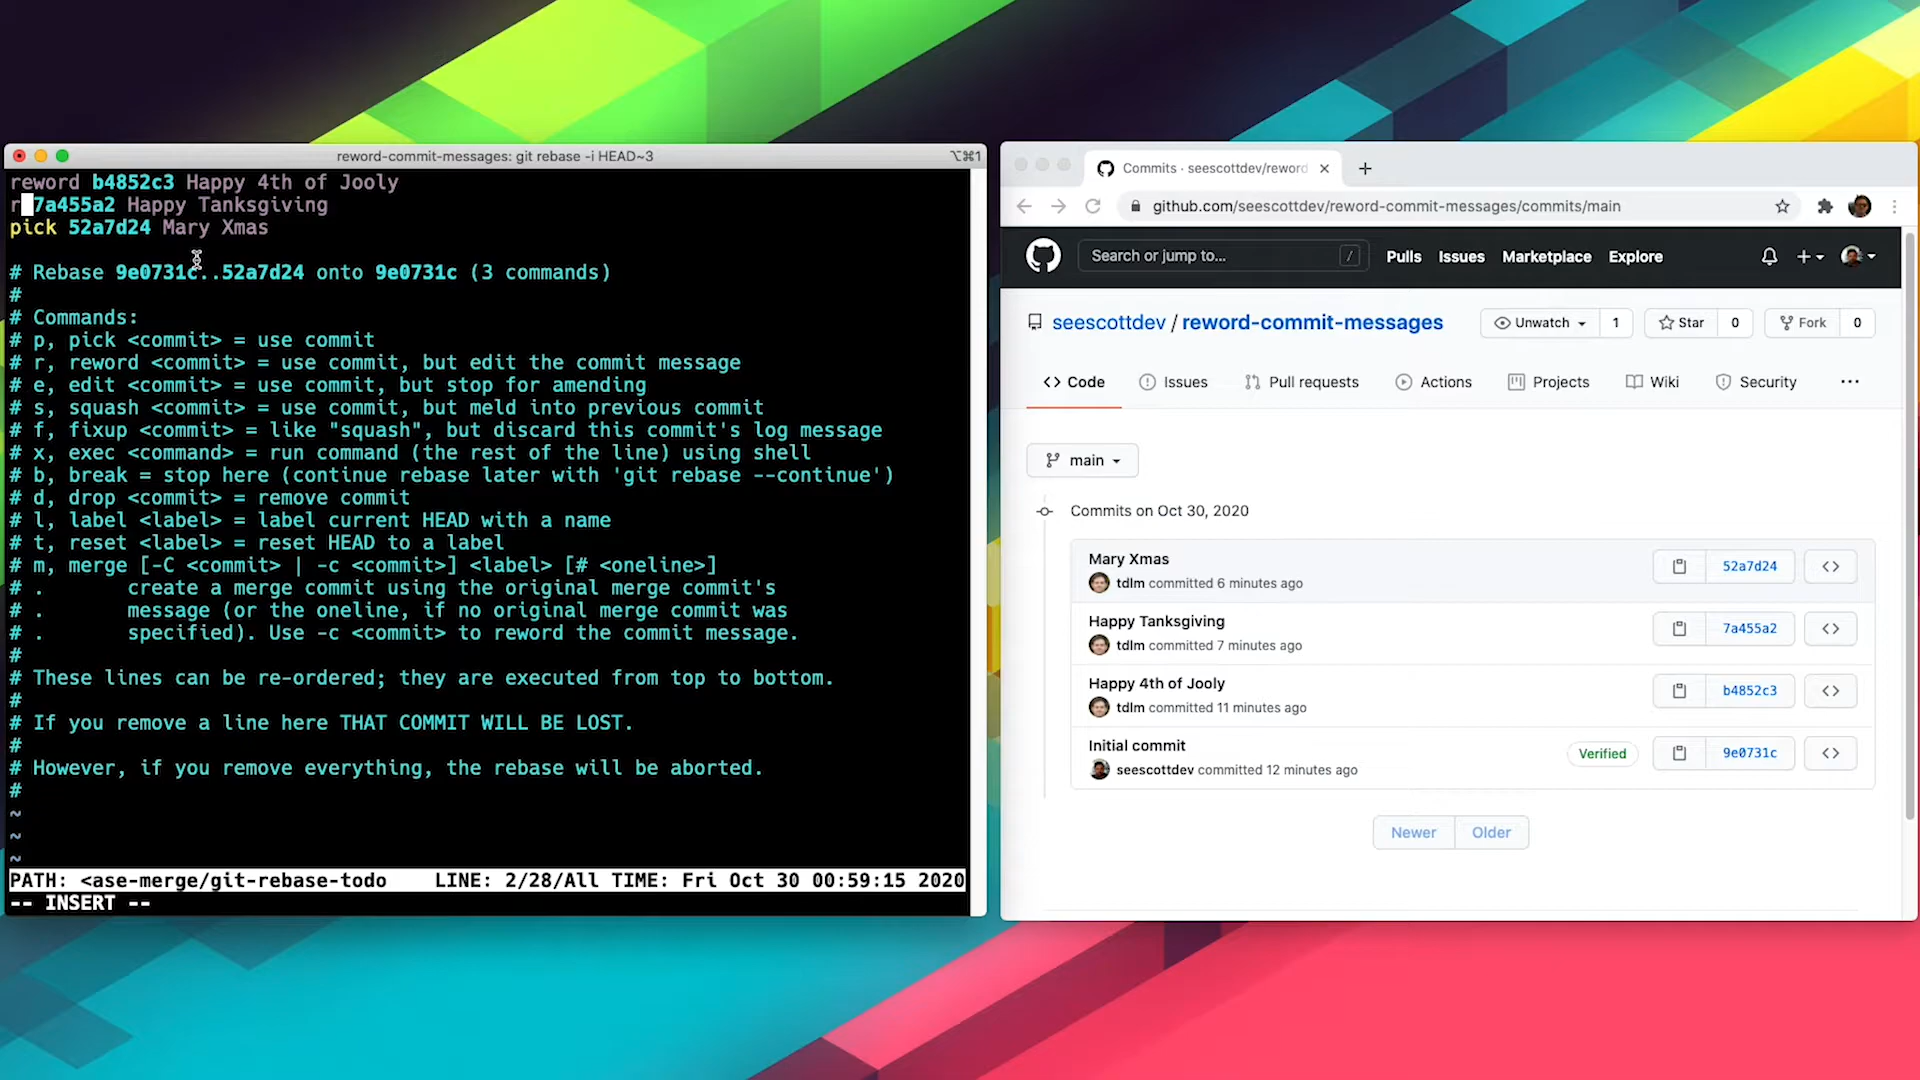 reword-commit-messages: git rebase -i HEAD~3
⌥⌘1
reword b4852c3 Happy 4th of Jooly
r 7a455a2 Happy Tanksgiving
pick 52a7d24 Mary Xmas
# Rebase 9e0731c..52a7d24 onto 9e0731c (3 commands)
#
# Commands:
# p, pick <commit> = use commit
# r, reword <commit> = use commit, but edit the commit message
# e, edit <commit> = use commit, but stop for amending
# s, squash <commit> = use commit, but meld into previous commit
# f, fixup <commit> = like "squash", but discard this commit's log message
# x, exec <command> = run command (the rest of the line) using shell
# b, break = stop here (continue rebase later with 'git rebase --continue')
# d, drop <commit> = remove commit
# l, label <label> = label current HEAD with a name
# t, reset <label> = reset HEAD to a label
# m, merge [-C <commit> | -c <commit>] <label> [# <oneline>]
# .       create a merge commit using the original merge commit's
# .       message (or the oneline, if no original merge commit was
# .       specified). Use -c <commit> to reword the commit message.
#
# These lines can be re-ordered; they are executed from top to bottom.
#
# If you remove a line here THAT COMMIT WILL BE LOST.
#
# However, if you remove everything, the rebase will be aborted.
#
~
~
~
PATH: <ase-merge/git-rebase-todo    LINE: 2/28/All TIME: Fri Oct 30 00:59:15 2020
-- INSERT --
Commits · seescottdev/reword
github.com/seescottdev/reword-commit-messages/commits/main
Search or jump to... /
Pulls Issues Marketplace Explore
seescottdev / reword-commit-messages
Unwatch 1 Star 0 Fork 0
Code Issues Pull requests Actions Projects Wiki Security ...
main
Commits on Oct 30, 2020
Mary Xmas
tdlm committed 6 minutes ago
52a7d24
Happy Tanksgiving
tdlm committed 7 minutes ago
7a455a2
Happy 4th of Jooly
tdlm committed 11 minutes ago
b4852c3
Initial commit
seescottdev committed 12 minutes ago
Verified
9e0731c
Newer Older